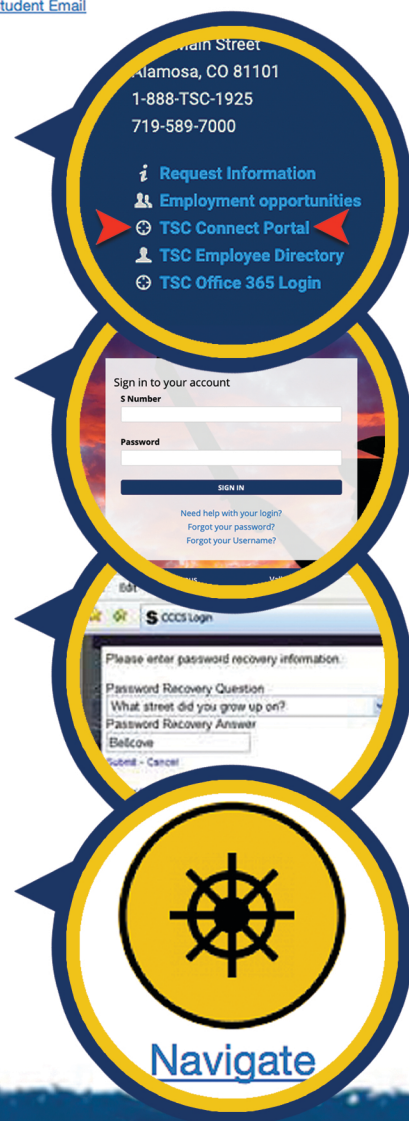 tudent Email
Main Street
Alamosa, CO 81101
1-888-TSC-1925
719-589-7000
Request Information
Employment opportunities
TSC Connect Portal
TSC Employee Directory
TSC Office 365 Login
Sign in to your account
S Number
Password
SIGN IN
Need help with your login?
Forgot your password?
Forgot your Username?
Edit
S CCCS Login
Please enter password recovery information.
Password Recovery Question
What street did you grow up on?
Password Recovery Answer
Bellcove
Submit - Cancel
Navigate